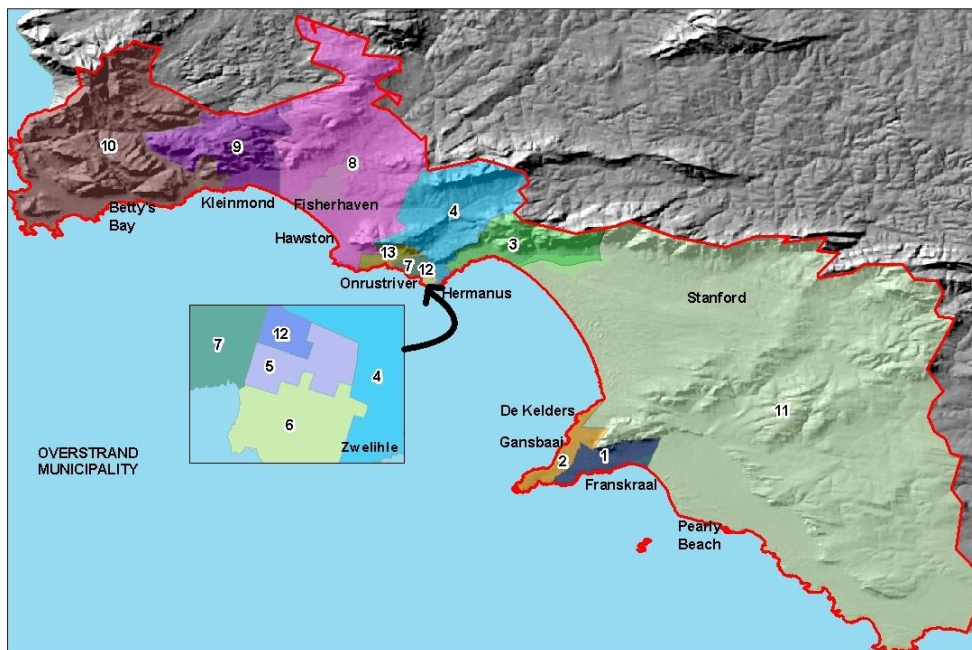 10
9
8
Betty's
Bay
Kleinmond
Fisherhaven
4
Hawston
3
13
7
12
Onrustriver
Hermanus
Stanford
7
12
5
4
6
Zwelihle
De Kelders
11
Gansbaai
1
2
Franskraal
OVERSTRAND
MUNICIPALITY
Pearly
Beach